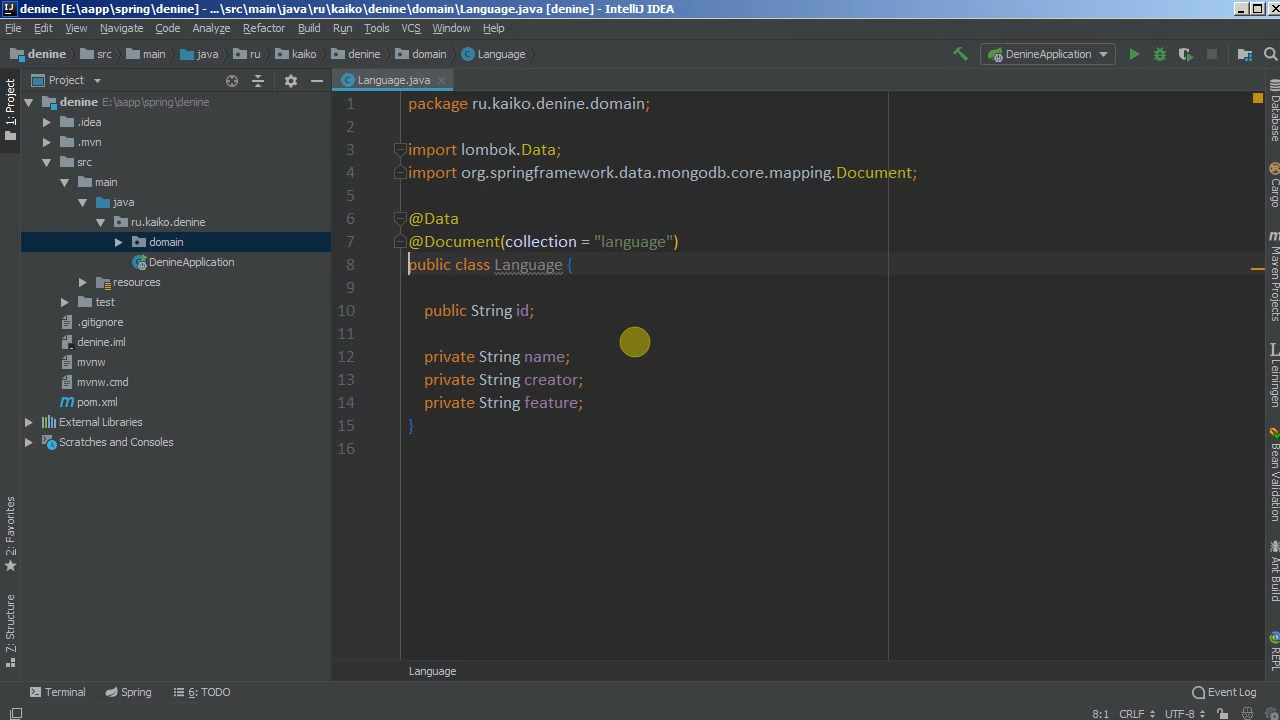 denine [E:\aapp\spring\denine] - ...\src\main\java\ru\kaiko\denine\domain\Language.java [denine] - IntelliJ IDEA
File Edit View Navigate Code Analyze Refactor Build Run Tools VCS Window Help
denine src main java ru kaiko denine domain Language DenineApplication
1: Project
Project
Language.java
denine E:\aapp\spring\denine
.idea
.mvn
src
main
java
ru.kaiko.denine
domain
DenineApplication
resources
test
.gitignore
denine.iml
mvnw
mvnw.cmd
pom.xml
External Libraries
Scratches and Consoles
2: Favorites
Z: Structure
1 package ru.kaiko.denine.domain;
2
3 import lombok.Data;
4 import org.springframework.data.mongodb.core.mapping.Document;
5
6 @Data
7 @Document(collection = "language")
8 public class Language {
9
10 public String id;
11
12 private String name;
13 private String creator;
14 private String feature;
15 }
16
Language
Database
Cargo
Maven Projects
Leiningen
Bean Validation
Ant Build
REPL
Terminal Spring 6: TODO Event Log
8:1 CRLF UTF-8